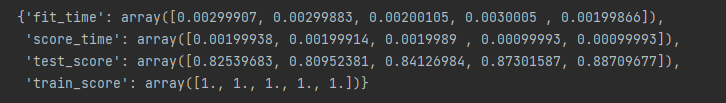 {'fit_time': array([0.00299907, 0.00299883, 0.00200105, 0.0030005 , 0.00199866]),
 'score_time': array([0.00199938, 0.00199914, 0.0019989 , 0.00099993, 0.00099993]),
 'test_score': array([0.82539683, 0.80952381, 0.84126984, 0.87301587, 0.88709677]),
 'train_score': array([1., 1., 1., 1., 1.])}